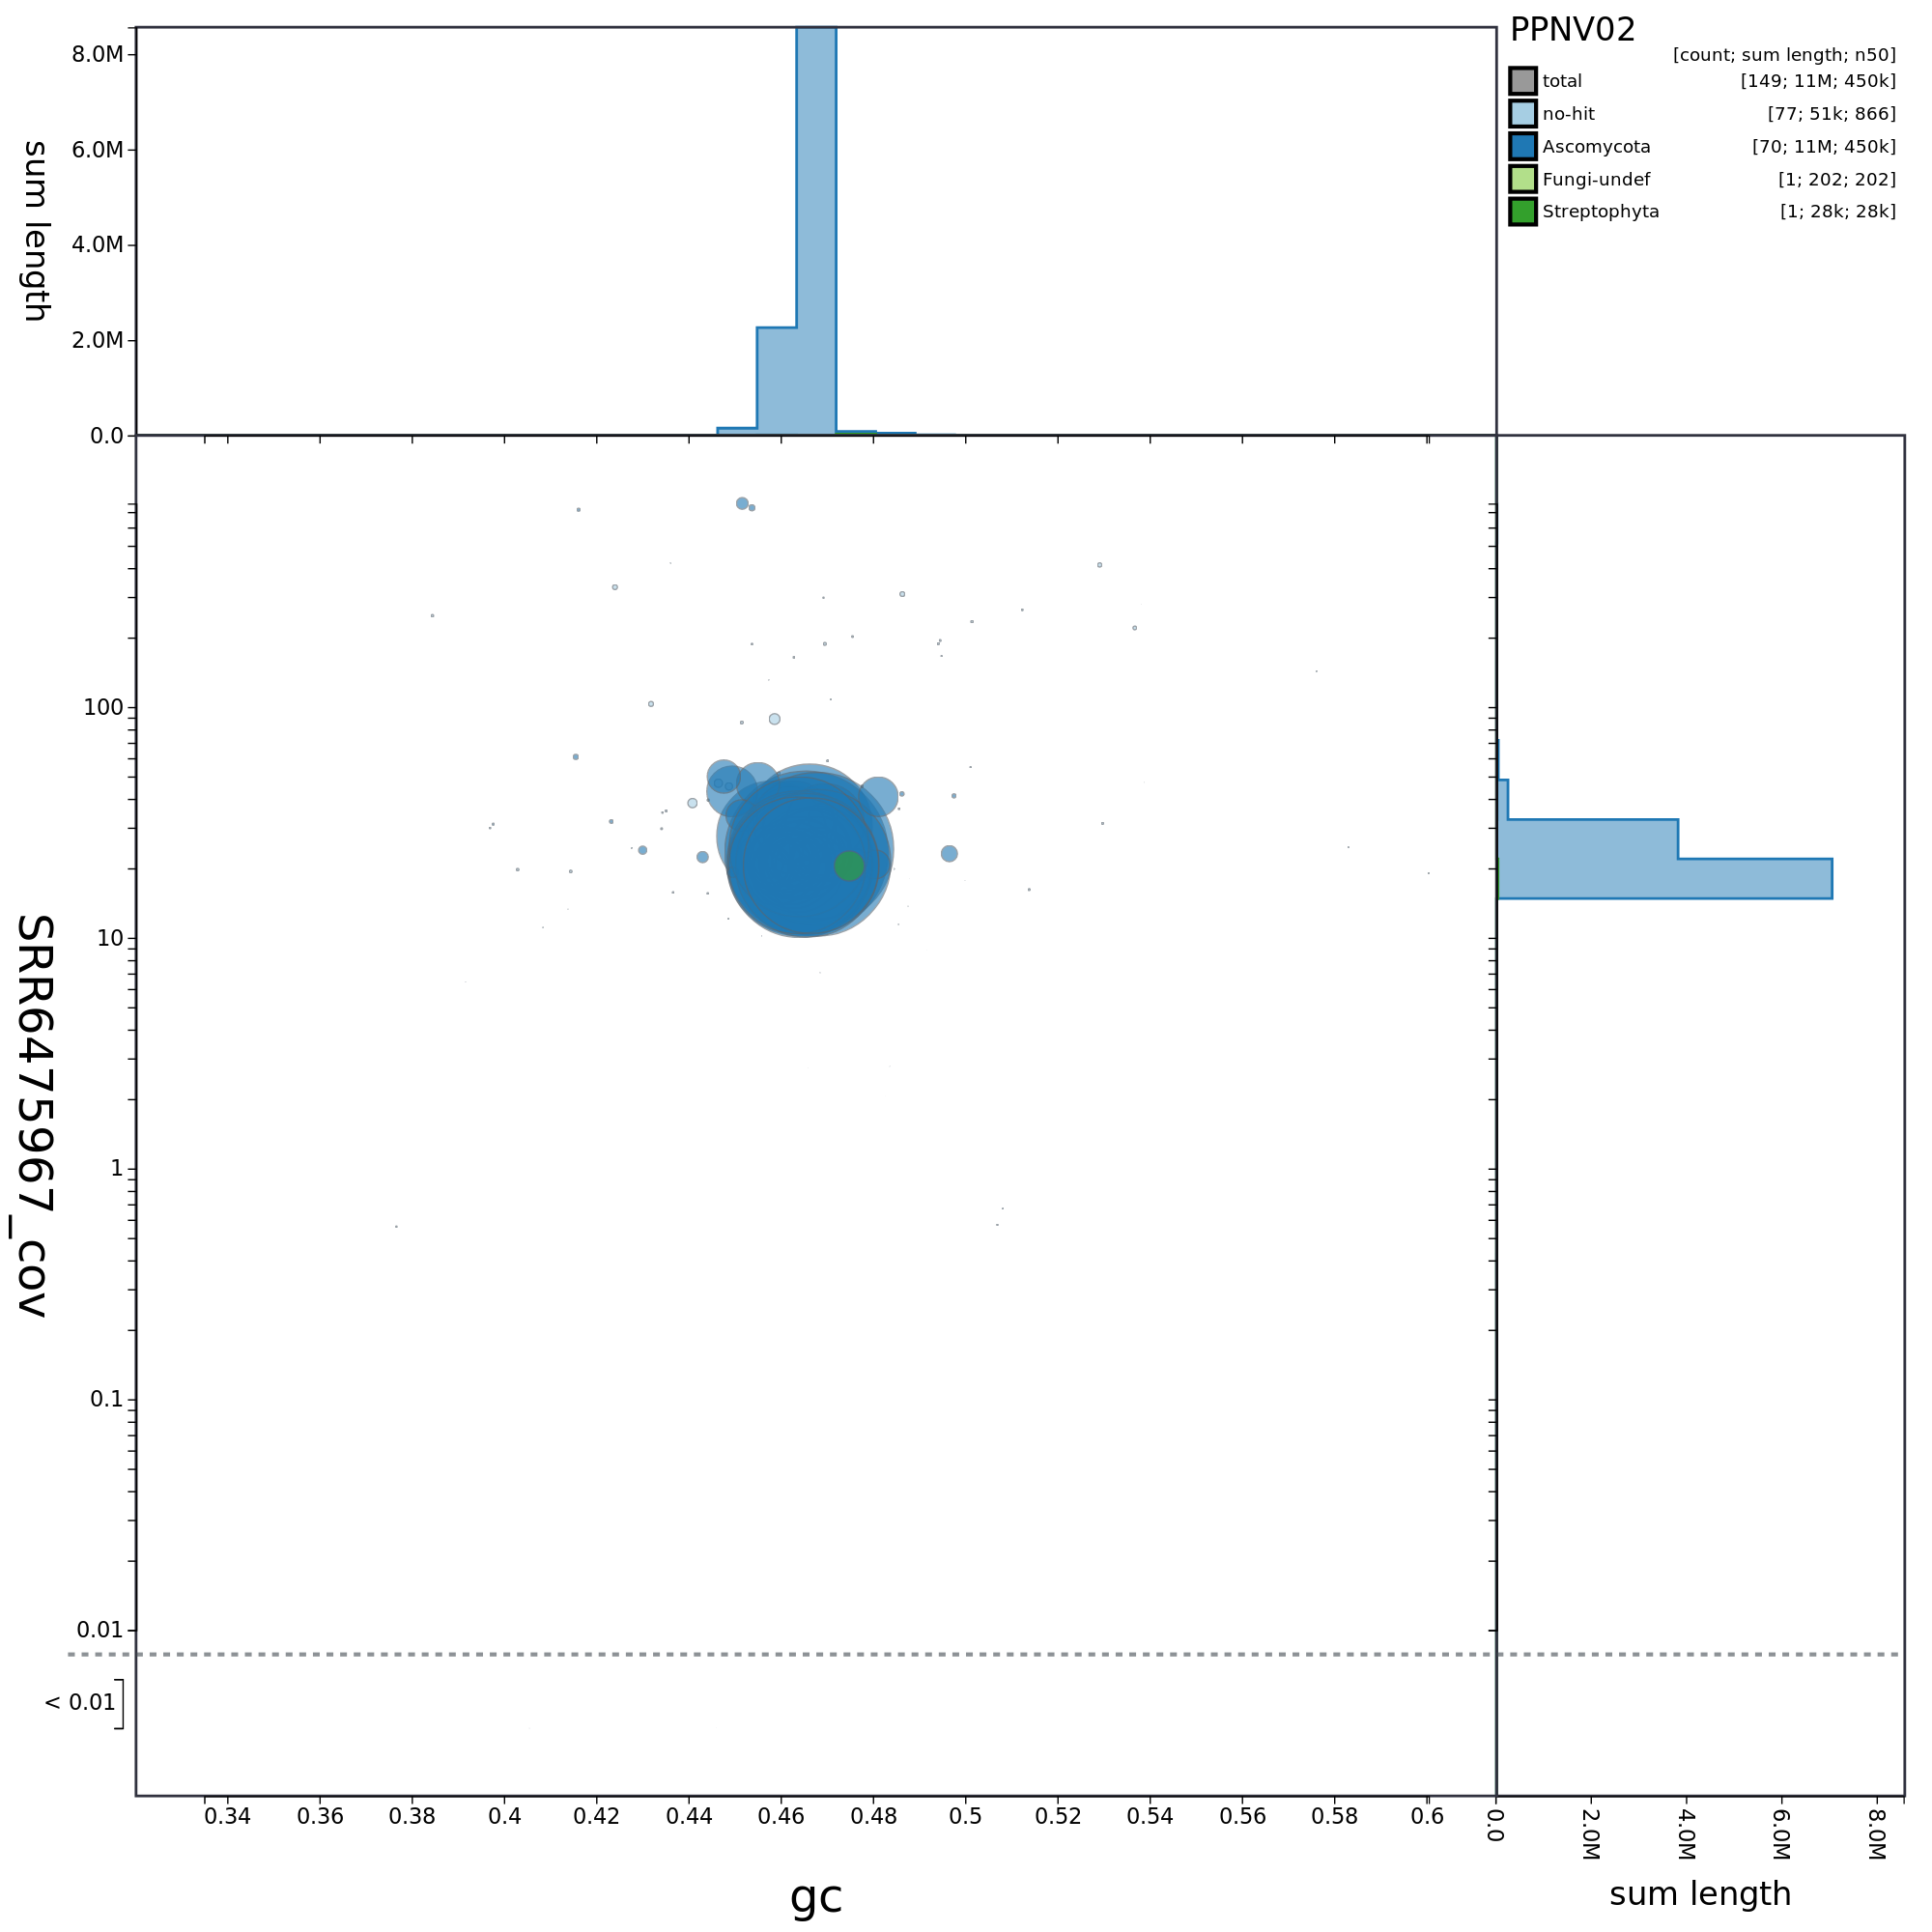 PPNV02
[count; sum length; n50]
total [149; 11M; 450k]
no-hit [77; 51k; 866]
Ascomycota [70; 11M; 450k]
Fungi-undef [1; 202; 202]
Streptophyta [1; 28k; 28k]
sum length
8.0M
6.0M
4.0M
2.0M
0.0
SRR6475967_cov
100
10
1
0.1
0.01
< 0.01
0.34 0.36 0.38 0.4 0.42 0.44 0.46 0.48 0.5 0.52 0.54 0.56 0.58 0.6
gc
0.0 2.0M 4.0M 6.0M 8.0M
sum length